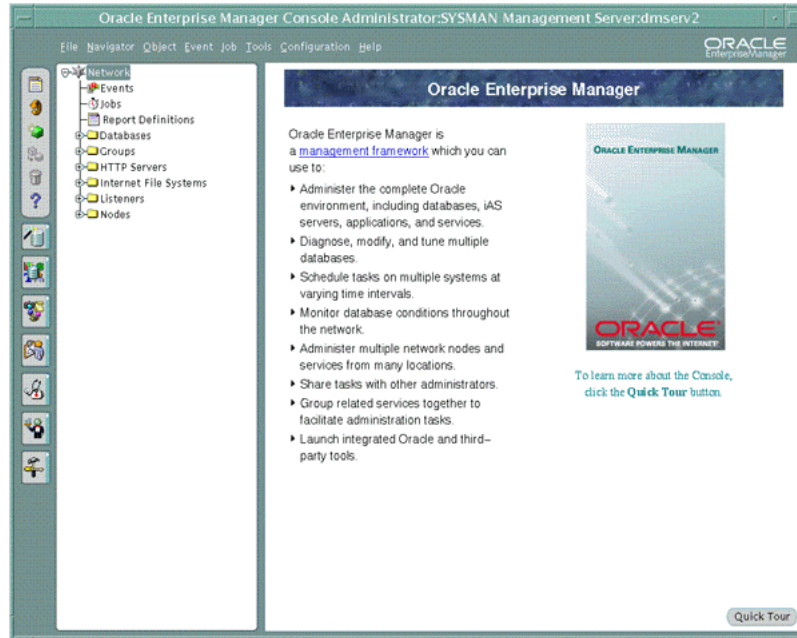 Oracle Enterprise Manager Console Administrator:SYSMAN Management Server:dmserv2
File Navigator Object Event Job Tools Configuration Help
ORACLE
EnterpriseManager
Network
Events
Jobs
Report Definitions
Databases
Groups
HTTP Servers
Internet File Systems
Listeners
Nodes
Oracle Enterprise Manager
Oracle Enterprise Manager is
a management framework which you can
use to:
Administer the complete Oracle
environment, including databases, iAS
servers, applications, and services.
Diagnose, modify, and tune multiple
databases.
Schedule tasks on multiple systems at
varying time intervals.
Monitor database conditions throughout
the network.
Administer multiple network nodes and
services from many locations.
Share tasks with other administrators.
Group related services together to
facilitate administration tasks.
Launch integrated Oracle and third-
party tools.
ORACLE ENTERPRISE MANAGER
ORACLE
SOFTWARE POWERS THE INTERNET
To learn more about the Console,
click the Quick Tour button.
Quick Tour